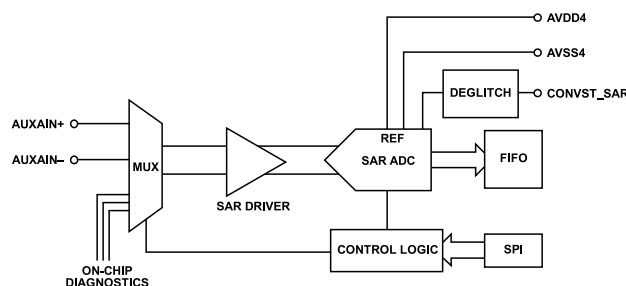 AVDD4
AVSS4
DEGLITCH
CONVST_SAR
AUXAIN+
REF
MUX
SAR ADC
FIFO
AUXAIN–
SAR DRIVER
CONTROL LOGIC
SPI
ON-CHIP
DIAGNOSTICS